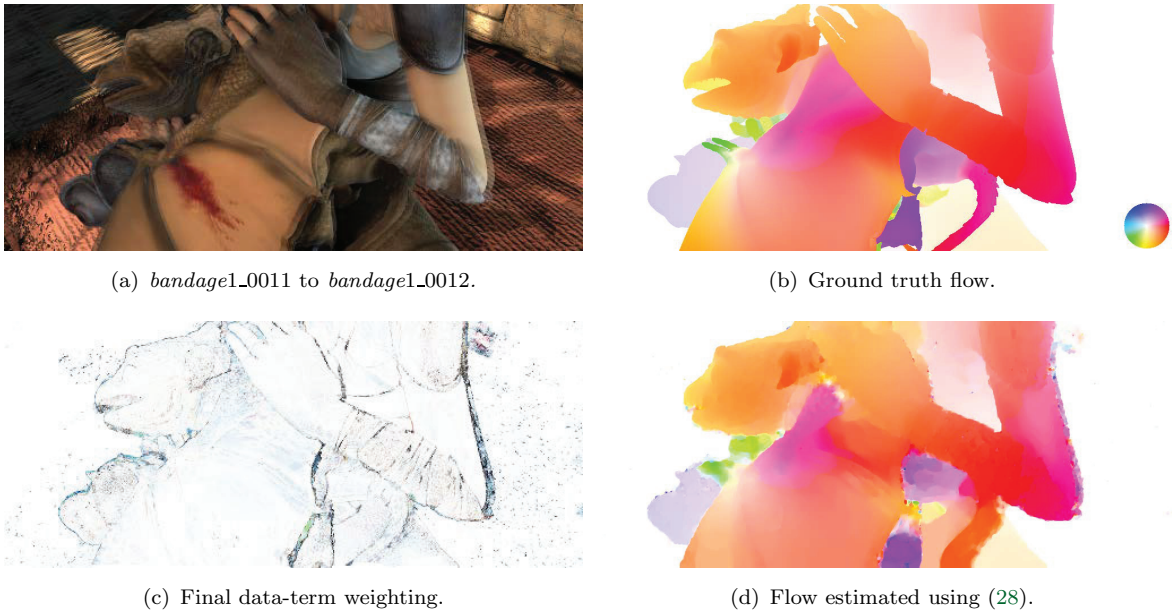 (a) bandage1_0011 to bandage1_0012.
(b) Ground truth flow.
(c) Final data-term weighting.
(d) Flow estimated using (28).